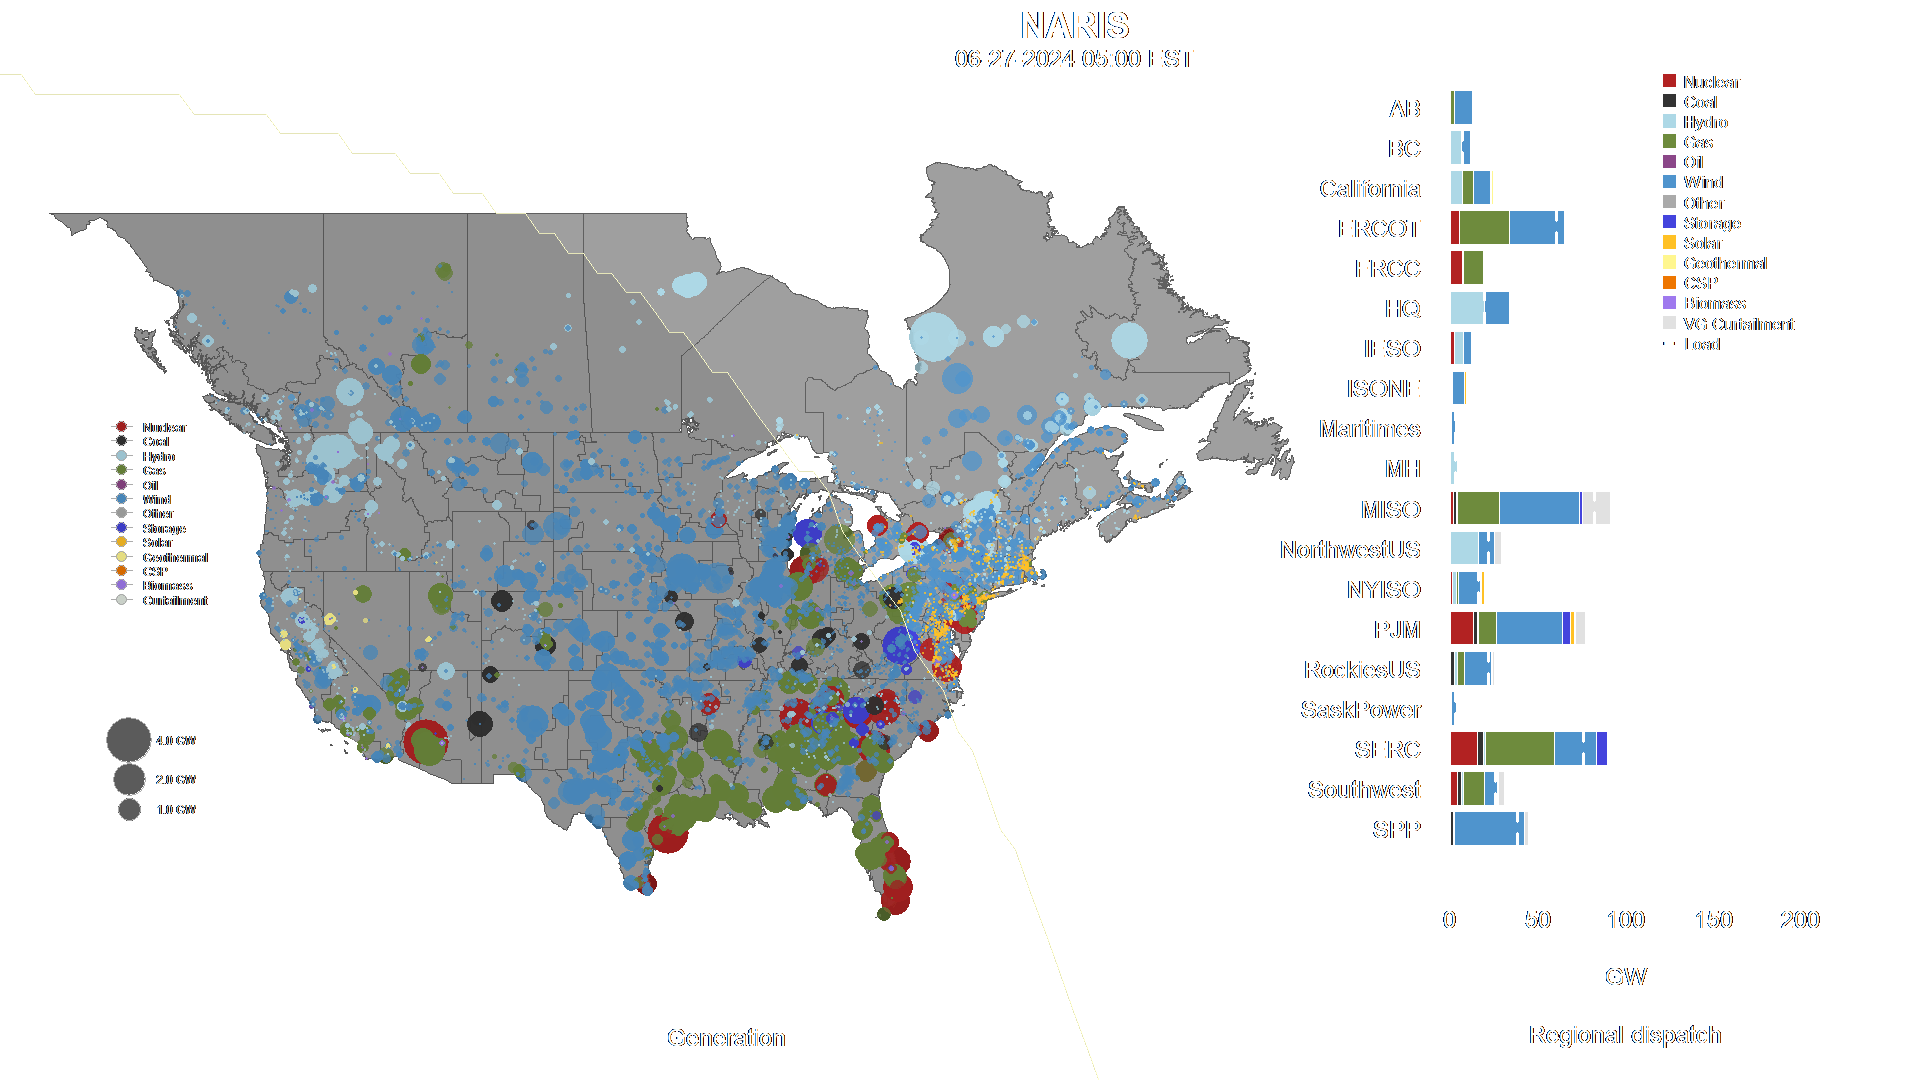 NARIS
06-27-2024 05:00 EST
Nuclear
Coal
Hydro
Gas
Oil
Wind
Other
Storage
Solar
Geothermal
CSP
Biomass
Curtailment
4.0 GW
2.0 GW
1.0 GW
Generation
AB
BC
California
ERCOT
FRCC
HQ
IESO
ISONE
Maritimes
MH
MISO
NorthwestUS
NYISO
PJM
RockiesUS
SaskPower
SERC
Southwest
SPP
0 50 100 150 200
GW
Regional dispatch
Nuclear
Coal
Hydro
Gas
Oil
Wind
Other
Storage
Solar
Geothermal
CSP
Biomass
VG Curtailment
Load